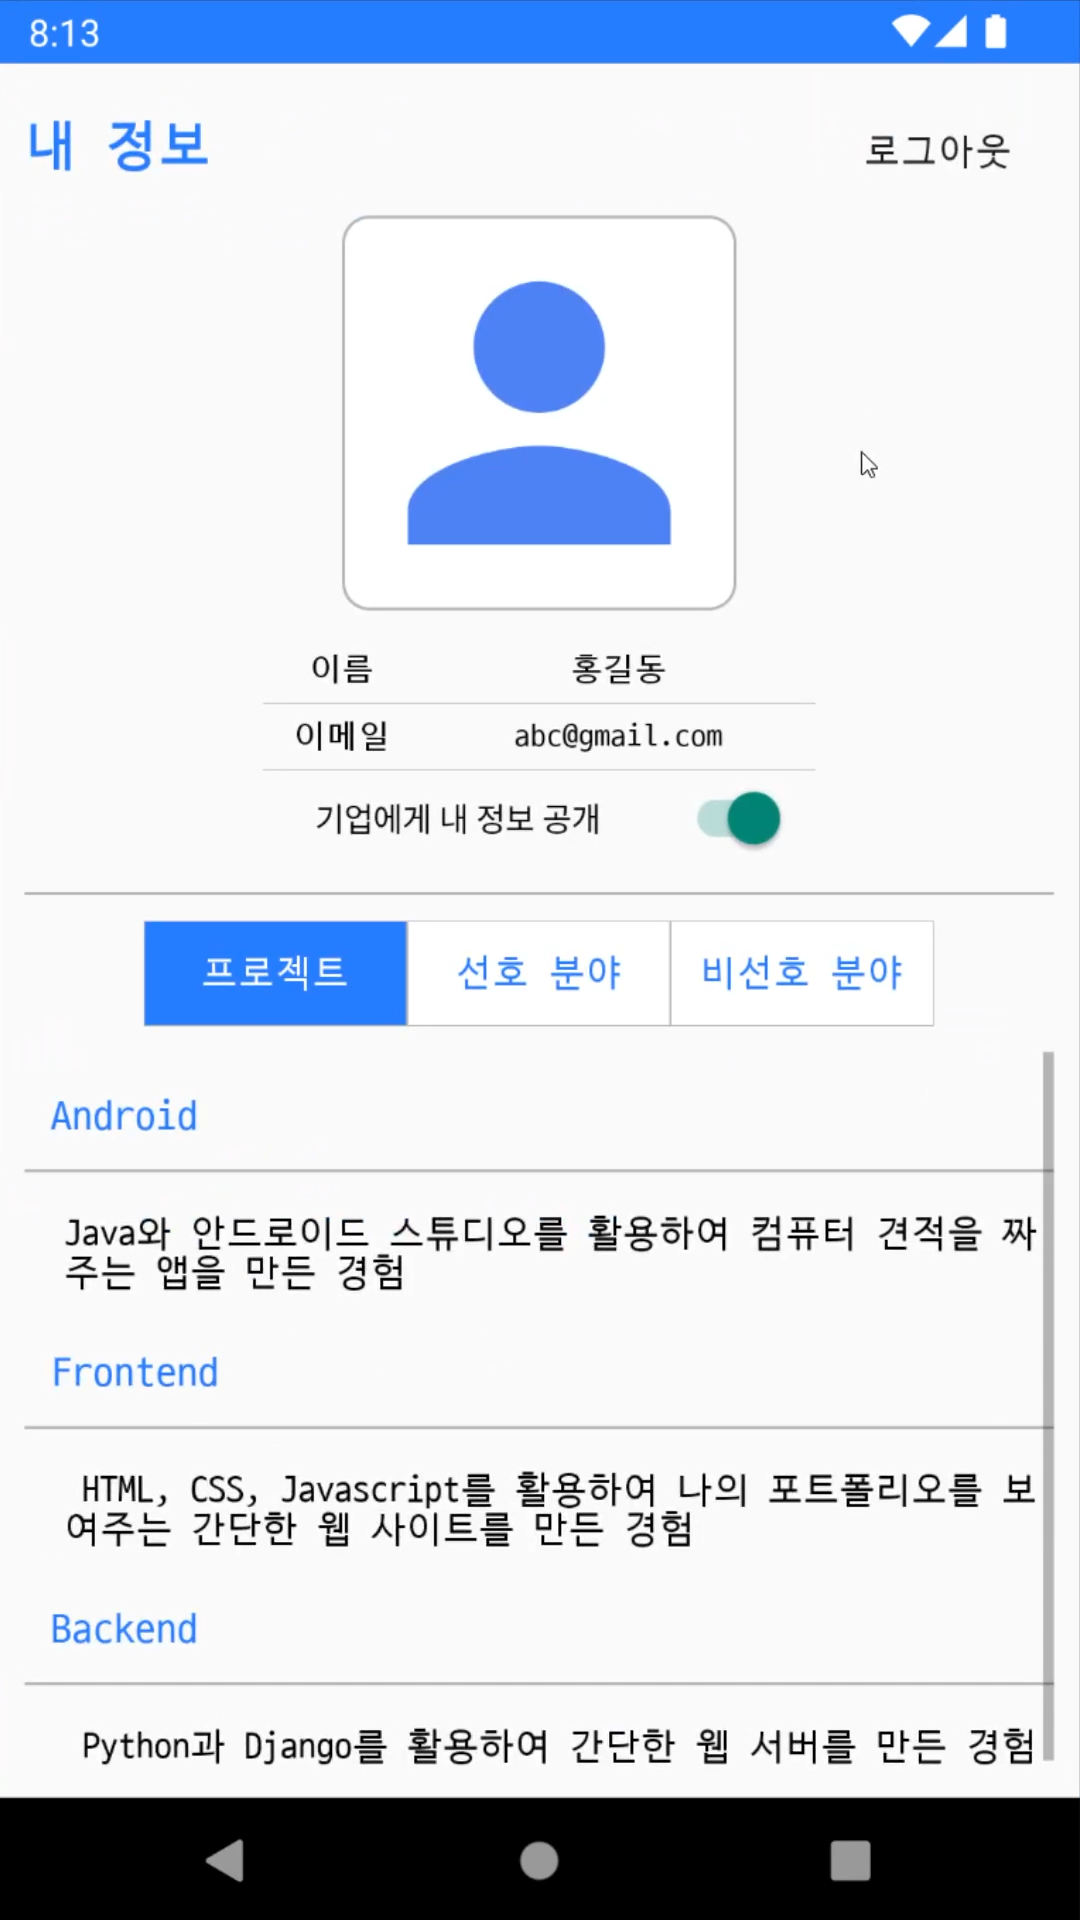 8:13
내 정보
로그아웃
이름 홍길동
이메일 abc@gmail.com
기업에게 내 정보 공개
프로젝트 선호 분야 비선호 분야
Android
Java와 안드로이드 스튜디오를 활용하여 컴퓨터 견적을 짜
주는 앱을 만든 경험
Frontend
HTML, CSS, Javascript를 활용하여 나의 포트폴리오를 보
여주는 간단한 웹 사이트를 만든 경험
Backend
Python과 Django를 활용하여 간단한 웹 서버를 만든 경험